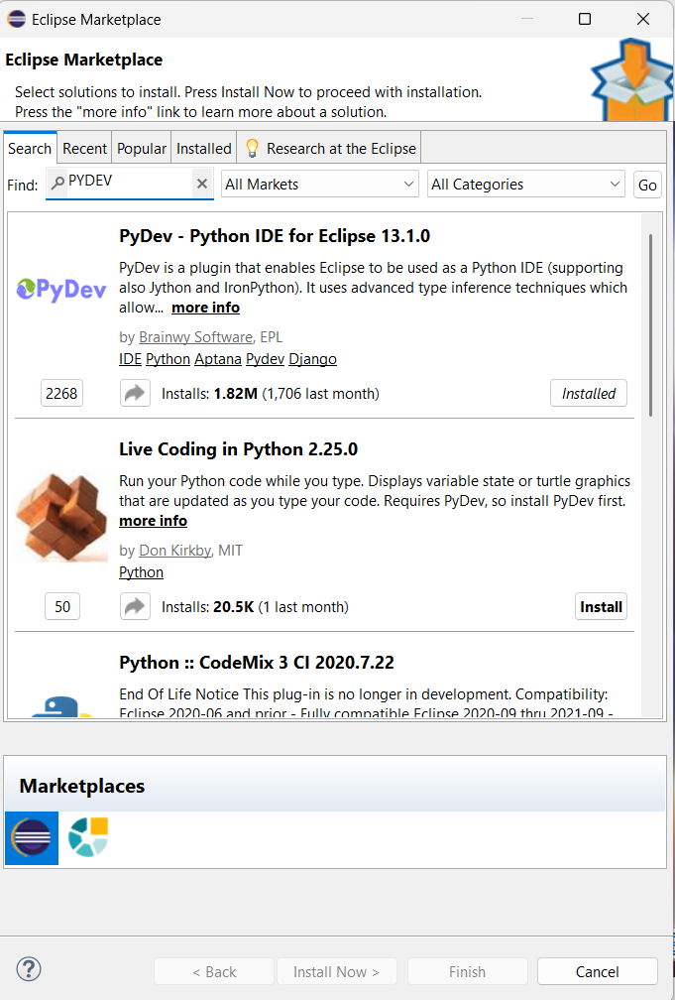 Eclipse Marketplace
Eclipse Marketplace
Select solutions to install. Press Install Now to proceed with installation.
Press the "more info" link to learn more about a solution.
Search Recent Popular Installed Research at the Eclipse
Find: PYDEV All Markets All Categories Go
PyDev - Python IDE for Eclipse 13.1.0
PyDev is a plugin that enables Eclipse to be used as a Python IDE (supporting
also Jython and IronPython). It uses advanced type inference techniques which
allow... more info
PyDev
by Brainwy Software, EPL
IDE Python Aptana Pydev Django
2268 Installs: 1.82M (1,706 last month) Installed
Live Coding in Python 2.25.0
Run your Python code while you type. Displays variable state or turtle graphics
that are updated as you type your code. Requires PyDev, so install PyDev first.
more info
by Don Kirkby, MIT
Python
50 Installs: 20.5K (1 last month) Install
Python :: CodeMix 3 CI 2020.7.22
End Of Life Notice This plug-in is no longer in development. Compatibility:
Eclipse 2020-06 and prior - Fully compatible Eclipse 2020-09 thru 2021-09 -
Marketplaces
? < Back Install Now > Finish Cancel